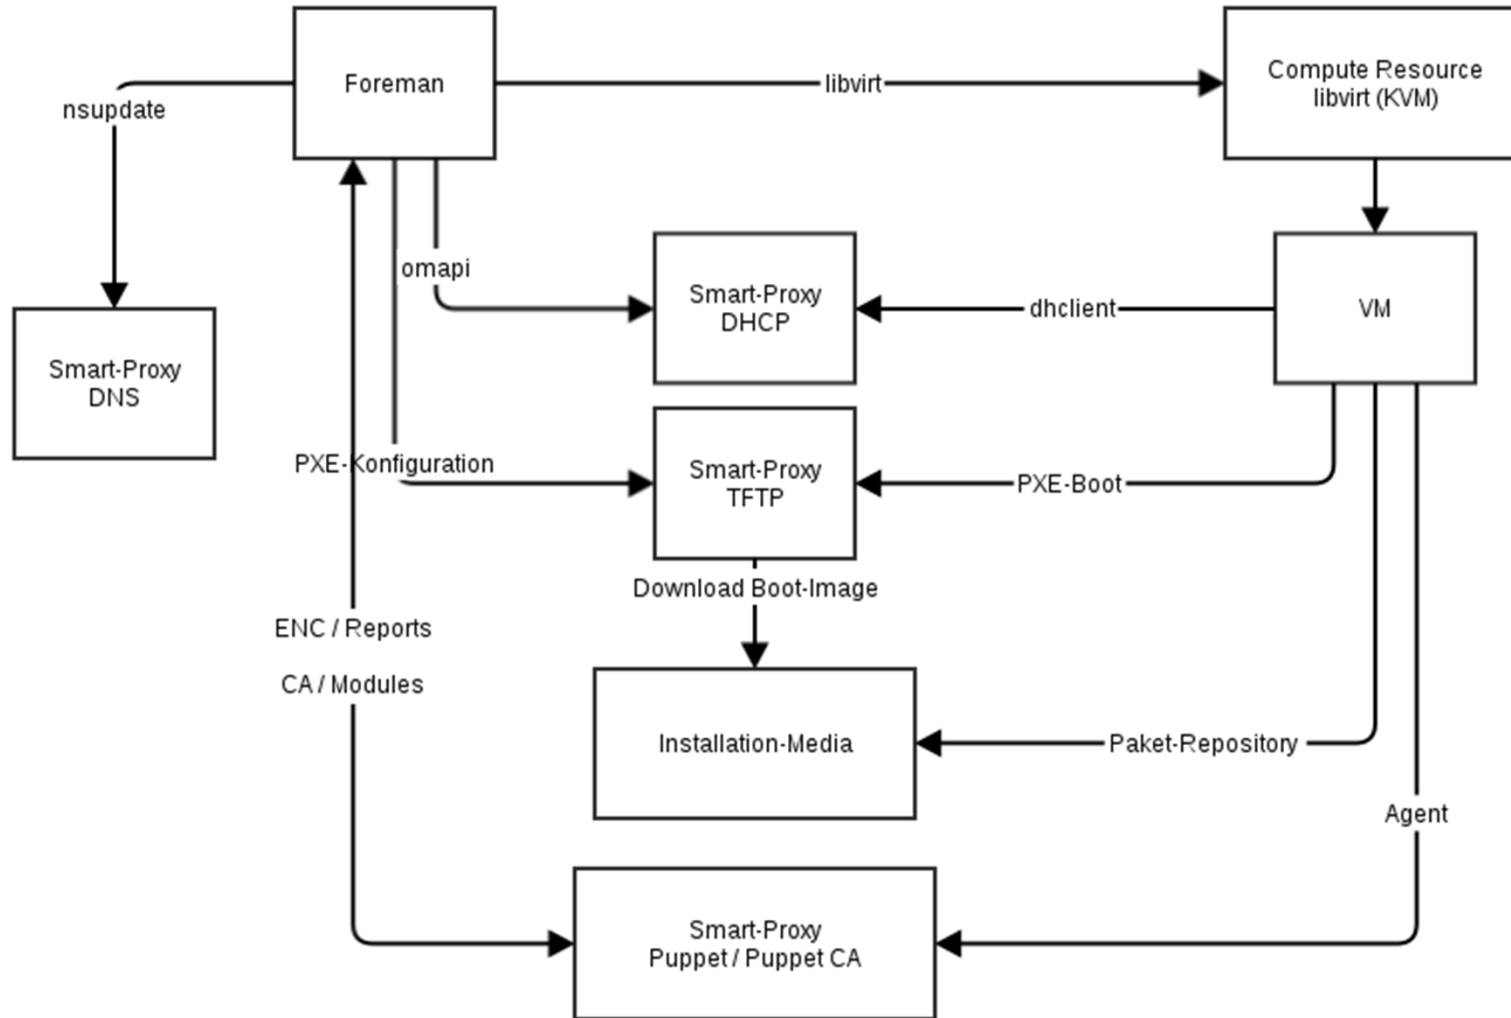 Foreman
libvirt
Compute Resource
libvirt (KVM)
nsupdate
omapi
Smart-Proxy
DHCP
dhclient
VM
Smart-Proxy
DNS
PXE-Konfiguration
Smart-Proxy
TFTP
PXE-Boot
Download Boot-Image
ENC / Reports
CA / Modules
Installation-Media
Paket-Repository
Agent
Smart-Proxy
Puppet / Puppet CA